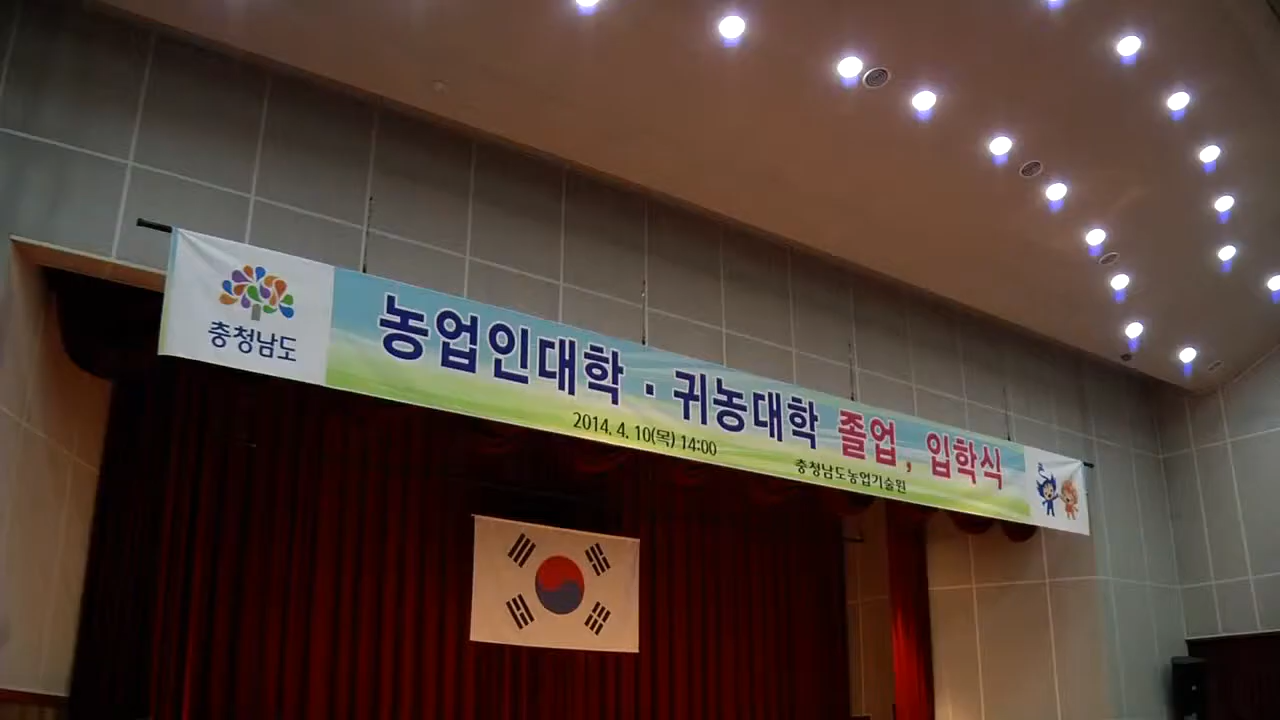 충청남도
농업인대학 · 귀농대학 졸업, 입학식
2014. 4. 10(목) 14:00
충청남도농업기술원